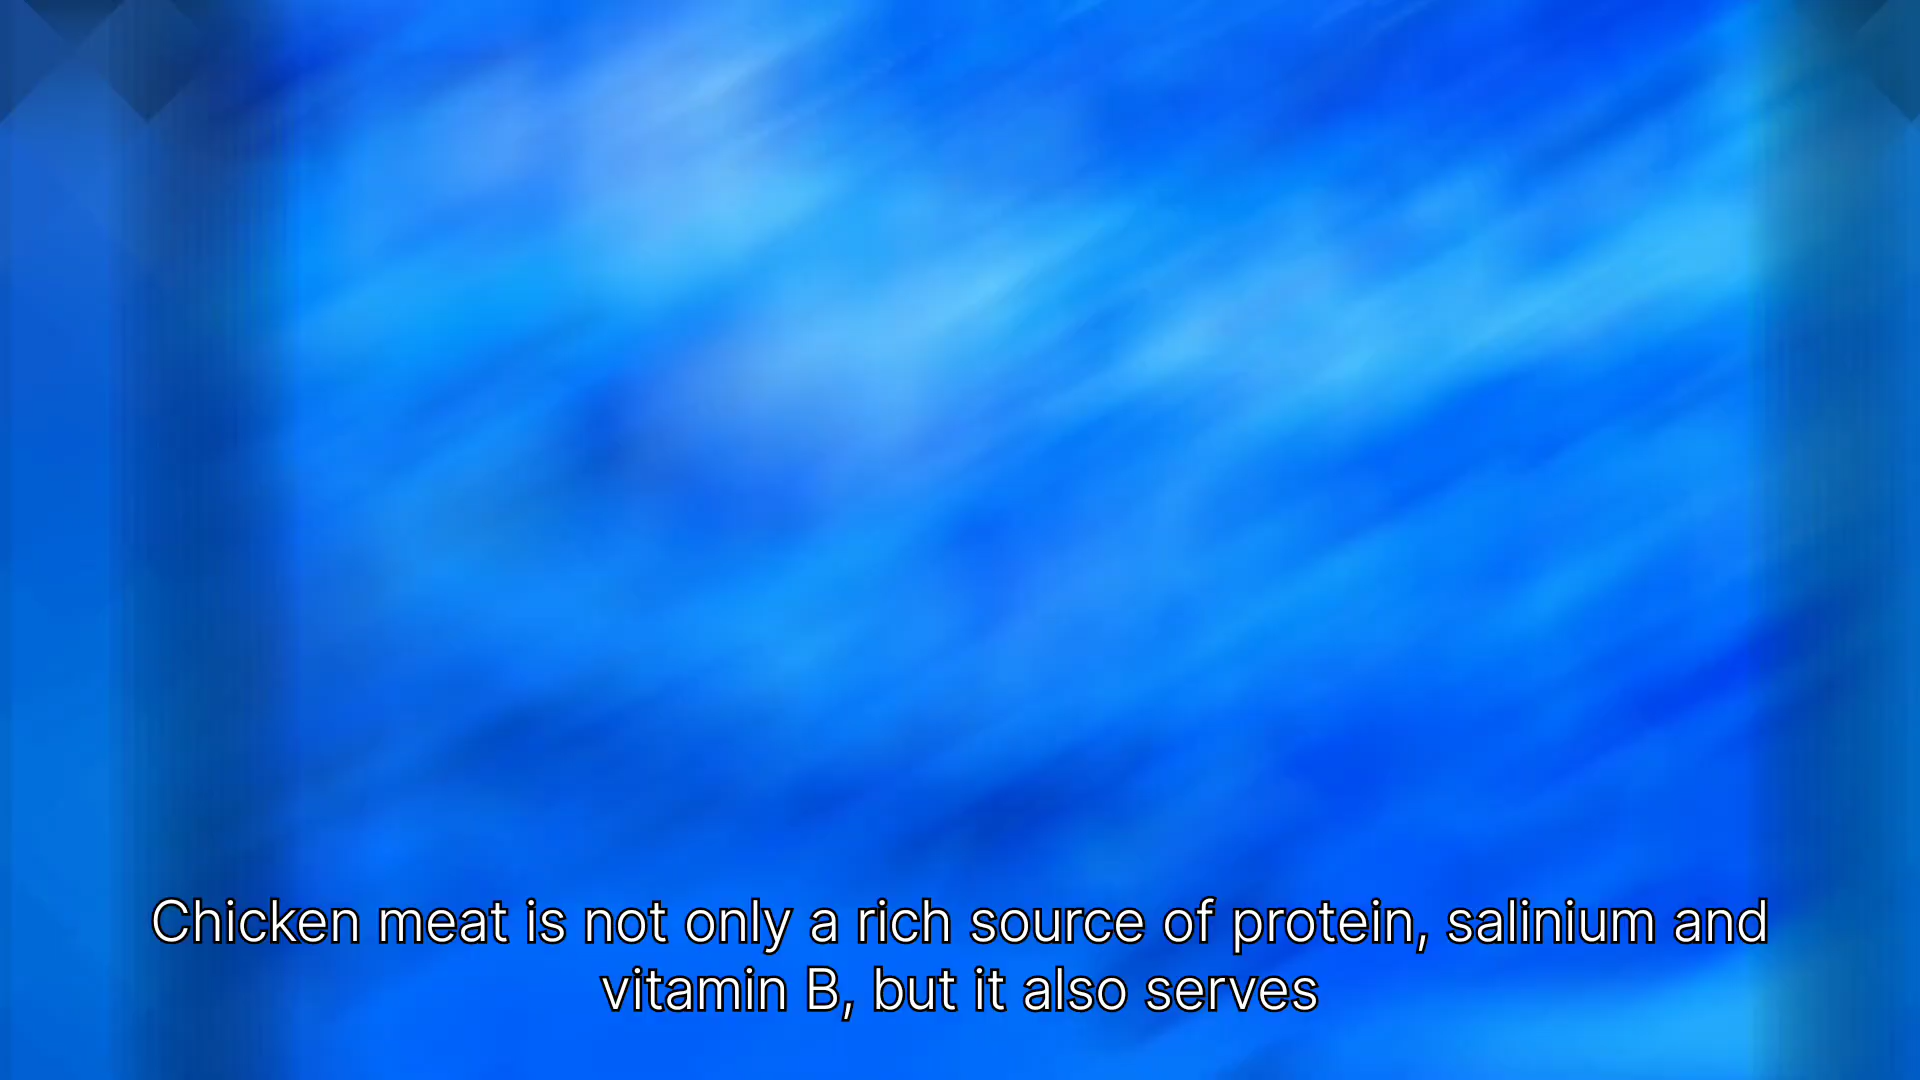 Chicken meat is not only a rich source of protein, salinium and
vitamin B, but it also serves